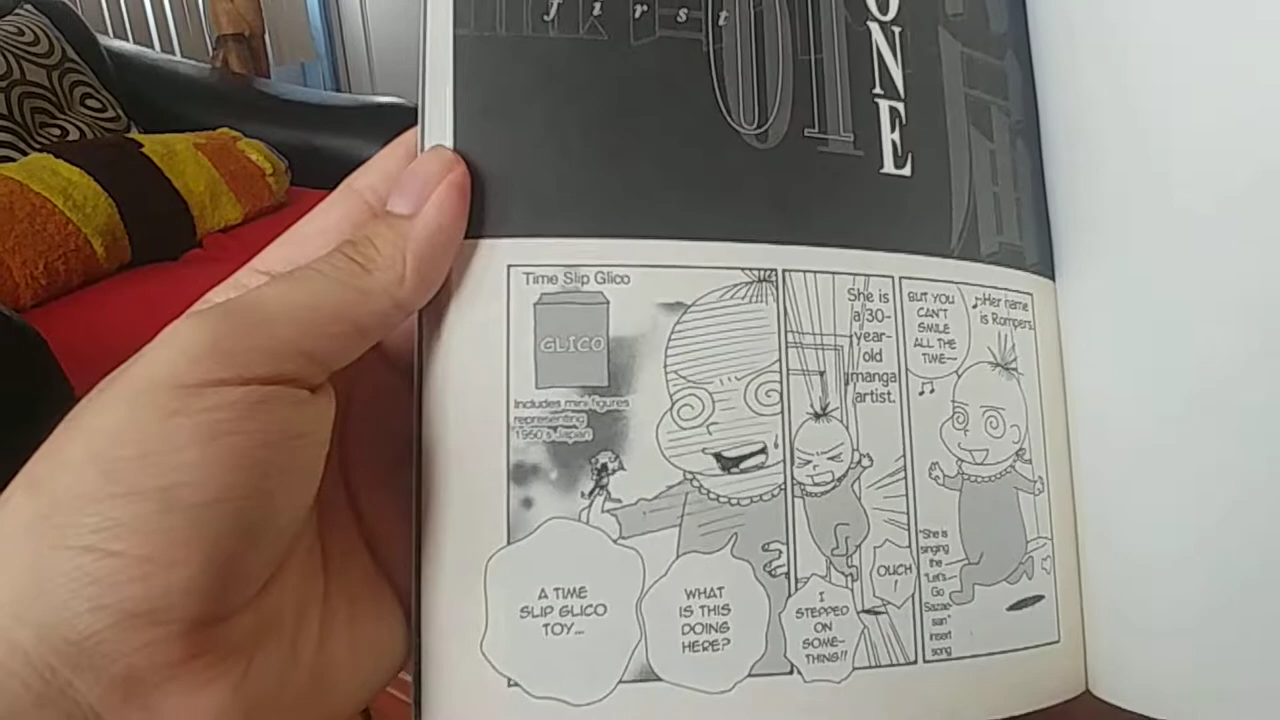 first
01
ONE
♪Her name
is Rompers.
BUT YOU
CAN'T
SMILE
ALL THE
TIME—
♫
"She is
singing
the
"Let's
Go
Sazae
san"
insert
song
She is
a 30-
year-
old
manga
artist.
OUCH
!
I
STEPPED
ON
SOME-
THING!!
Time Slip Glico
GLICO
Includes mini figures
representing
1950's Japan
WHAT
IS THIS
DOING
HERE?
A TIME
SLIP GLICO
TOY...